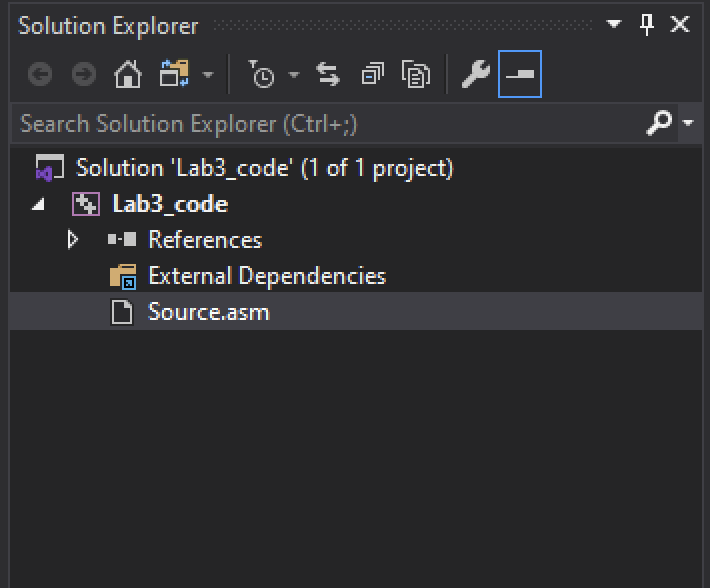 Solution Explorer
Search Solution Explorer (Ctrl+;)
Solution 'Lab3_code' (1 of 1 project)
Lab3_code
References
External Dependencies
Source.asm